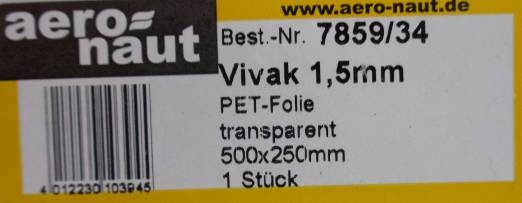 aero=
naut
www.aero-naut.de
Best.-Nr. 7859/34
Vivak 1,5mm
PET-Folie
transparent
500x250mm
1 Stück
4 012230 103945